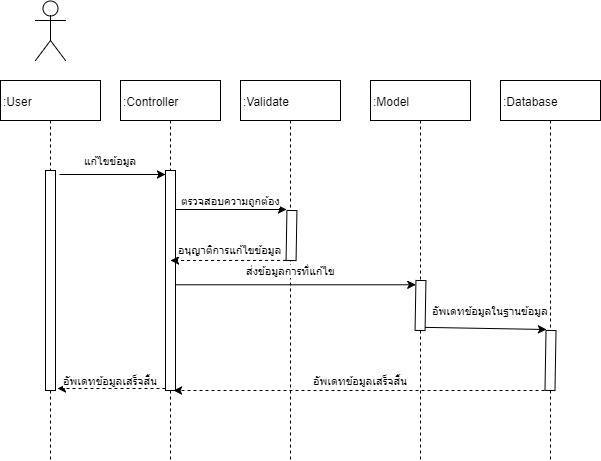 :User
:Controller
:Validate
:Model
:Database
แก้ไขข้อมูล
ตรวจสอบความถูกต้อง
อนุญาติการแก้ไขข้อมูล
ส่งข้อมูลการที่แก้ไข
อัพเดทข้อมูลในฐานข้อมูล
อัพเดทข้อมูลเสร็จสิ้น
อัพเดทข้อมูลเสร็จสิ้น